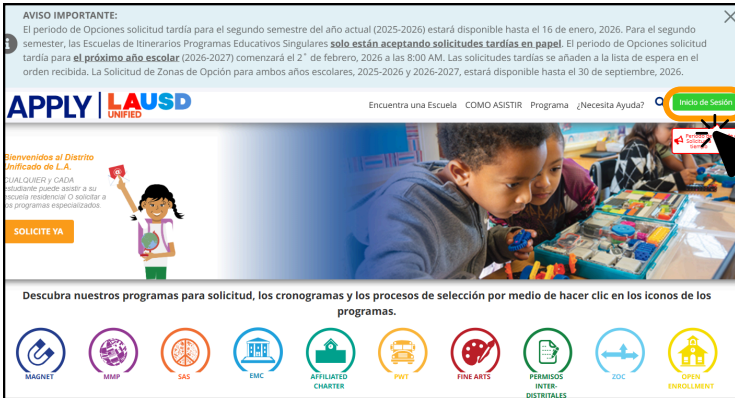 AVISO IMPORTANTE:
El periodo de Opciones solicitud tardía para el segundo semestre del año actual (2025-2026) estará disponible hasta el 16 de enero, 2026. Para el segundo
semester, las Escuelas de Itinerarios Programas Educativos Singulares solo están aceptando solicitudes tardías en papel. El periodo de Opciones solicitud
tardía para el próximo año escolar (2026-2027) comenzará el 2˚ de febrero, 2026 a las 8:00 AM. Las solicitudes tardías se añaden a la lista de espera en el
orden recibida. La Solicitud de Zonas de Opción para ambos años escolares, 2025-2026 y 2026-2027, estará disponible hasta el 30 de septiembre, 2026.
APPLY | LAUSD
UNIFIED
Encuentra una Escuela COMO ASISTIR Programa ¿Necesita Ayuda? Inicio de Sesión
Periodo de
Solicitud a
tiempo
Bienvenidos al Distrito
Unificado de L.A.
CUALQUIER y CADA
estudiante puede asistir a su
escuela residencial O solicitar a
los programas especializados.
SOLICITE YA
Descubra nuestros programas para solicitud, los cronogramas y los procesos de selección por medio de hacer clic en los iconos de los
programas.
MAGNET MMP SAS EMC AFFILIATED CHARTER PWT FINE ARTS PERMISOS INTER-DISTRITALES ZOC OPEN ENROLLMENT